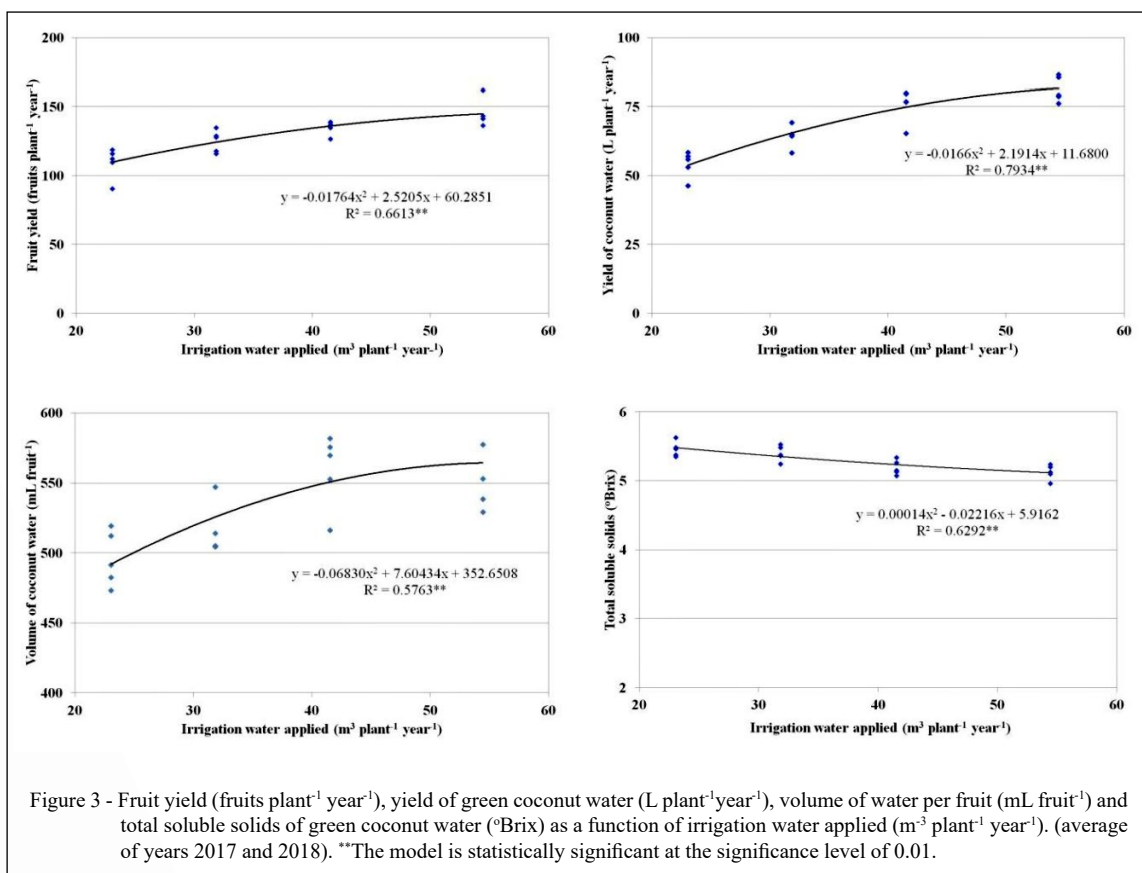 200
150
100
50
0
20 30 40 50 60
Fruit yield (fruits plant⁻¹ year⁻¹)
y = -0.01764x² + 2.5205x + 60.2851
R² = 0.6613**
Irrigation water applied (m³ plant⁻¹ year-¹)
100
75
50
25
0
20 30 40 50 60
Yield of coconut water (L plant⁻¹ year⁻¹)
y = -0.0166x² + 2.1914x + 11.6800
R² = 0.7934**
Irrigation water applied (m³ plant⁻¹ year⁻¹)
600
550
500
450
400
20 30 40 50 60
Volume of coconut water (mL fruit⁻¹)
y = -0.06830x² + 7.60434x + 352.6508
R² = 0.5763**
Irrigation water applied (m³ plant⁻¹ year⁻¹)
6
5
4
3
2
20 30 40 50 60
Total soluble solids (ºBrix)
y = 0.00014x² - 0.02216x + 5.9162
R² = 0.6292**
Irrigation water applied (m³ plant⁻¹ year⁻¹)
Figure 3 - Fruit yield (fruits plant⁻¹ year⁻¹), yield of green coconut water (L plant⁻¹year⁻¹), volume of water per fruit (mL fruit⁻¹) and
total soluble solids of green coconut water (ºBrix) as a function of irrigation water applied (m⁻³ plant⁻¹ year⁻¹). (average
of years 2017 and 2018). **The model is statistically significant at the significance level of 0.01.